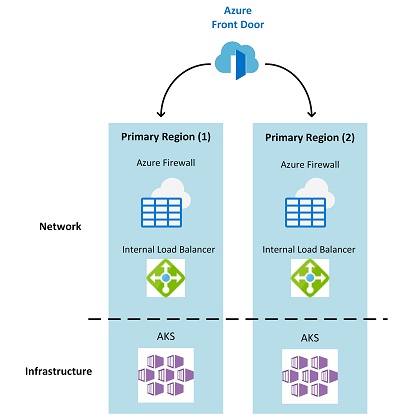 Azure
Front Door
Primary Region (1)
Primary Region (2)
Azure Firewall
Azure Firewall
Network
Internal Load Balancer
Internal Load Balancer
AKS
AKS
Infrastructure